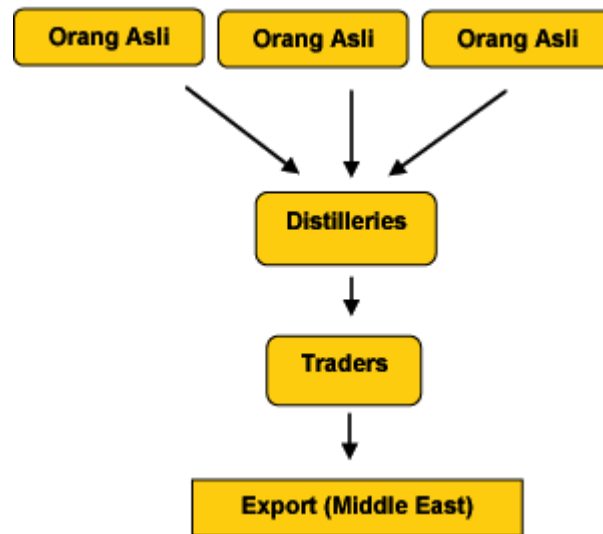 Orang Asli
Orang Asli
Orang Asli
Distilleries
Traders
Export (Middle East)